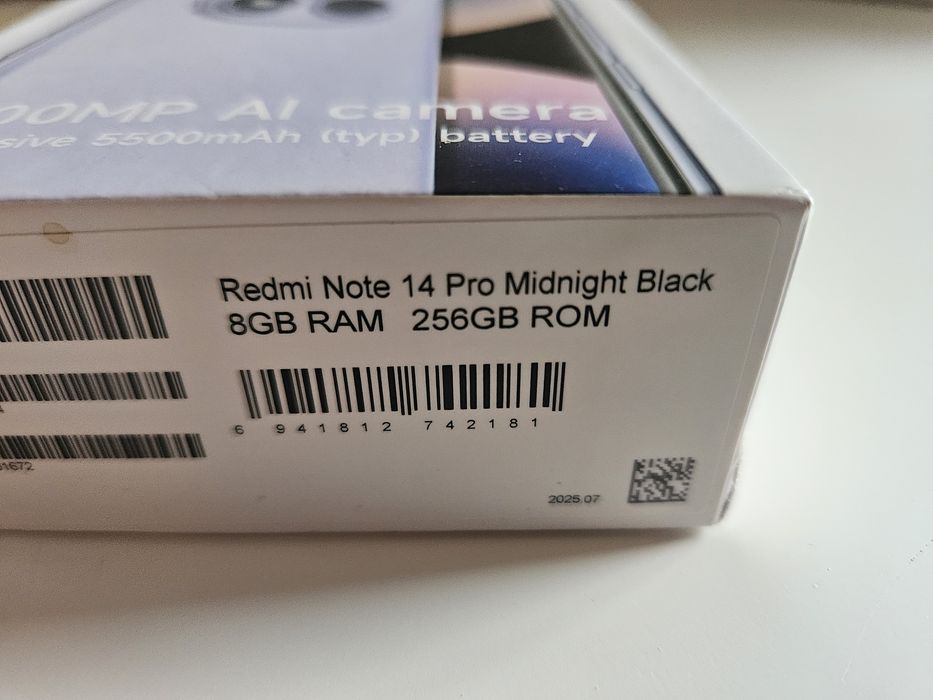 00MP AI camera
sive 5500mAh (typ) battery
Redmi Note 14 Pro Midnight Black
8GB RAM 256GB ROM
6 941812 742181
1672
2025.07